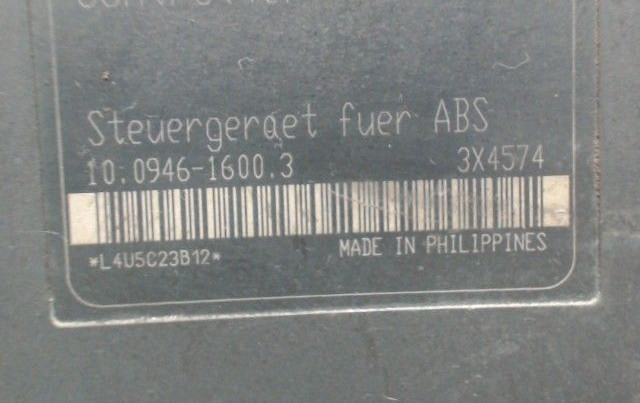 Steuergeraet fuer ABS
10.0946-1600.3 3X4574
*L4U5C23B12* MADE IN PHILIPPINES